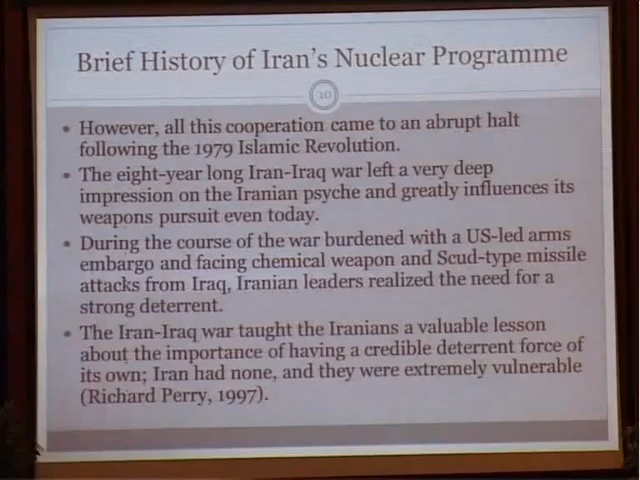 Brief History of Iran's Nuclear Programme
10
• However, all this cooperation came to an abrupt halt
following the 1979 Islamic Revolution.
• The eight-year long Iran-Iraq war left a very deep
impression on the Iranian psyche and greatly influences its
weapons pursuit even today.
• During the course of the war burdened with a US-led arms
embargo and facing chemical weapon and Scud-type missile
attacks from Iraq, Iranian leaders realized the need for a
strong deterrent.
• The Iran-Iraq war taught the Iranians a valuable lesson
about the importance of having a credible deterrent force of
its own; Iran had none, and they were extremely vulnerable
(Richard Perry, 1997).